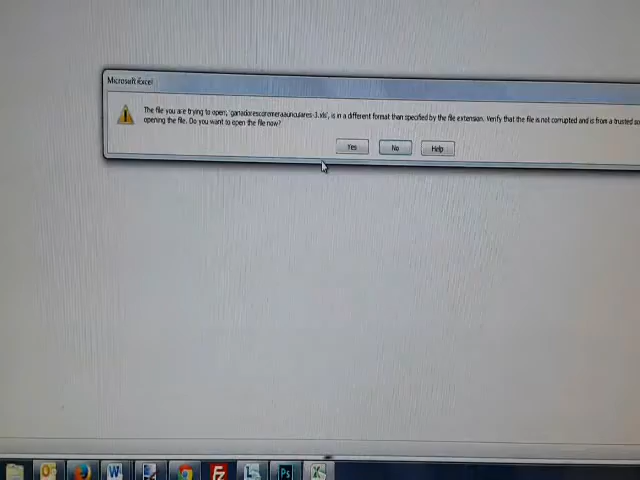 Microsoft Excel
The file you are trying to open, 'ganadorescoremeraauriculares-3.xls', is in a different format than specified by the file extension. Verify that the file is not corrupted and is from a trusted so
opening the file. Do you want to open the file now?
Yes
No
Help